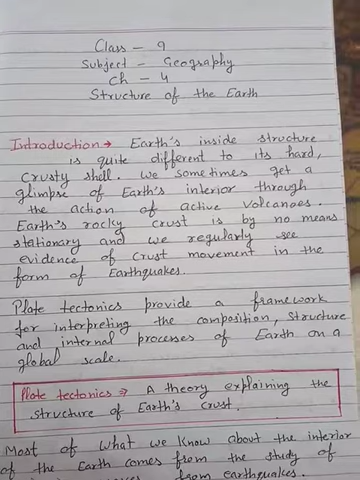 Class - 9
Subject - Geography
Ch - 4
Structure of the Earth
Introduction → Earth's inside structure
is quite different to its hard,
crusty shell. We sometimes get a
glimpse of Earth's interior through
the action of active volcanoes.
Earth's rocky crust is by no means
stationary and we regularly see
evidence of crust movement in the
form of Earthquakes.
Plate tectonics provide a framework
for interpreting the composition, structure
and internal processes of Earth on a
global scale.
Plate tectonics ⇒ A theory explaining the
structure of Earth's crust.
Most of what we know about the interior
of the Earth comes from the study of
from earthquakes.